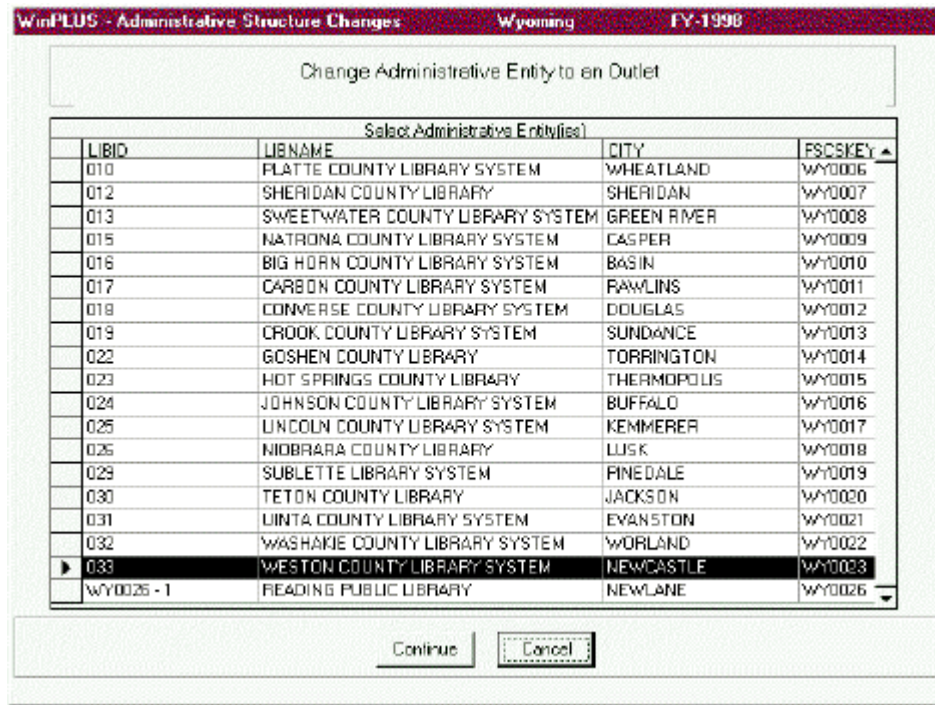 WinPLUS - Administrative Structure Changes Wyoming FY-1998
Change Administrative Entity to an Outlet
Select Administrative Entity(ies)
LIBID LIBNAME CITY FSCSKEY
010 PLATTE COUNTY LIBRARY SYSTEM WHEATLAND WY0006
012 SHERIDAN COUNTY LIBRARY SHERIDAN WY0007
013 SWEETWATER COUNTY LIBRARY SYSTEM GREEN RIVER WY0008
015 NATRONA COUNTY LIBRARY SYSTEM CASPER WY0009
016 BIG HORN COUNTY LIBRARY SYSTEM BASIN WY0010
017 CARBON COUNTY LIBRARY SYSTEM RAWLINS WY0011
018 CONVERSE COUNTY LIBRARY SYSTEM DOUGLAS WY0012
019 CROOK COUNTY LIBRARY SYSTEM SUNDANCE WY0013
022 GOSHEN COUNTY LIBRARY TORRINGTON WY0014
023 HOT SPRINGS COUNTY LIBRARY THERMOPOLIS WY0015
024 JOHNSON COUNTY LIBRARY SYSTEM BUFFALO WY0016
025 LINCOLN COUNTY LIBRARY SYSTEM KEMMERER WY0017
026 NIOBRARA COUNTY LIBRARY LUSK WY0018
029 SUBLETTE LIBRARY SYSTEM PINEDALE WY0019
030 TETON COUNTY LIBRARY JACKSON WY0020
031 UINTA COUNTY LIBRARY SYSTEM EVANSTON WY0021
032 WASHAKIE COUNTY LIBRARY SYSTEM WORLAND WY0022
033 WESTON COUNTY LIBRARY SYSTEM NEWCASTLE WY0023
WY0026 - 1 READING PUBLIC LIBRARY NEWLANE WY0026
Continue Cancel